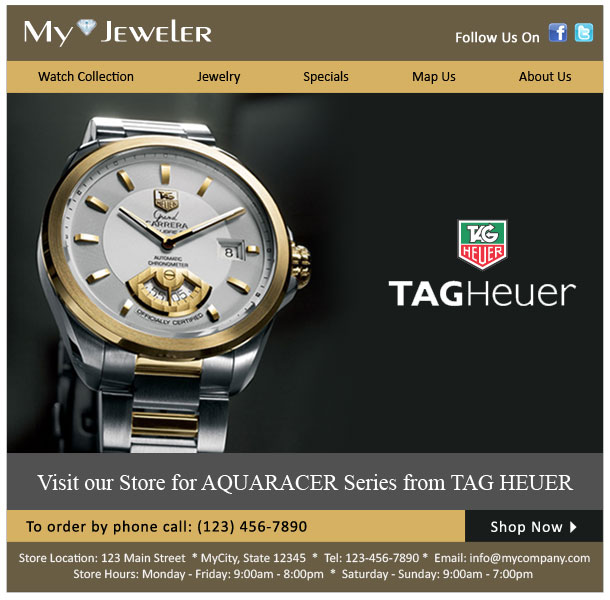 My Jeweler
Follow Us On
Watch Collection Jewelry Specials Map Us About Us
TAG
HEUER
Grand
CARRERA
CALIBRE 6
AUTOMATIC
CHRONOMETER
8
OFFICIALLY CERTIFIED
TAG
HEUER
TAGHeuer
Visit our Store for AQUARACER Series from TAG HEUER
To order by phone call: (123) 456-7890
Shop Now
Store Location: 123 Main Street * MyCity, State 12345 * Tel: 123-456-7890 * Email: info@mycompany.com
Store Hours: Monday - Friday: 9:00am - 8:00pm * Saturday - Sunday: 9:00am - 7:00pm